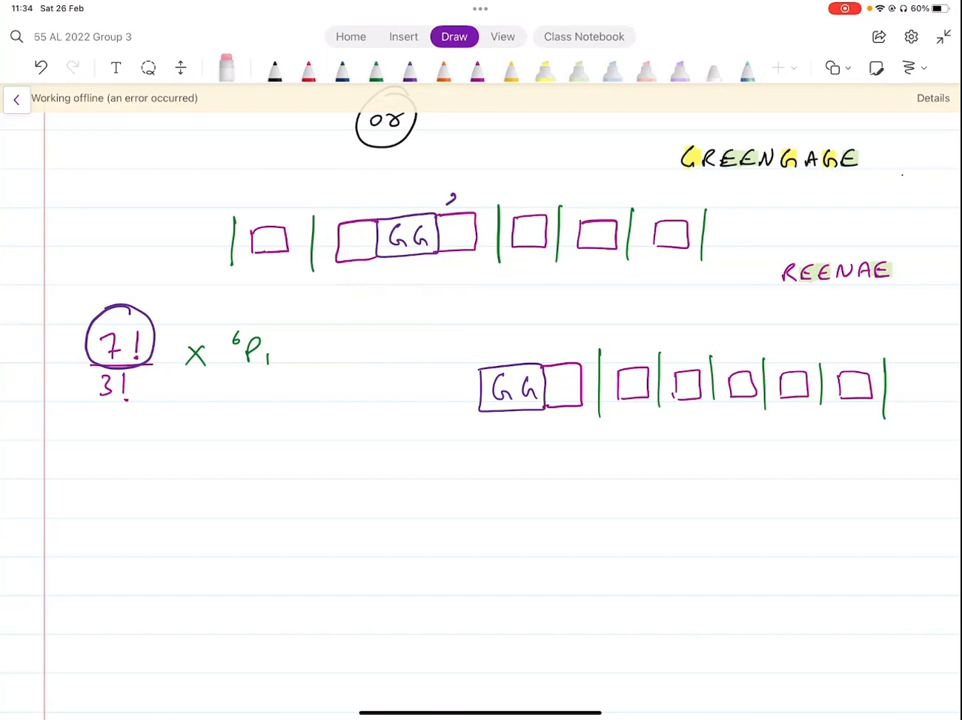 11:34 Sat 26 Feb
60%
55 AL 2022 Group 3
Home Insert Draw View Class Notebook
T
Working offline (an error occurred)
Details
or
GREENGAGE
GG
REENAE
7!
3!
× ⁶P₁
GG